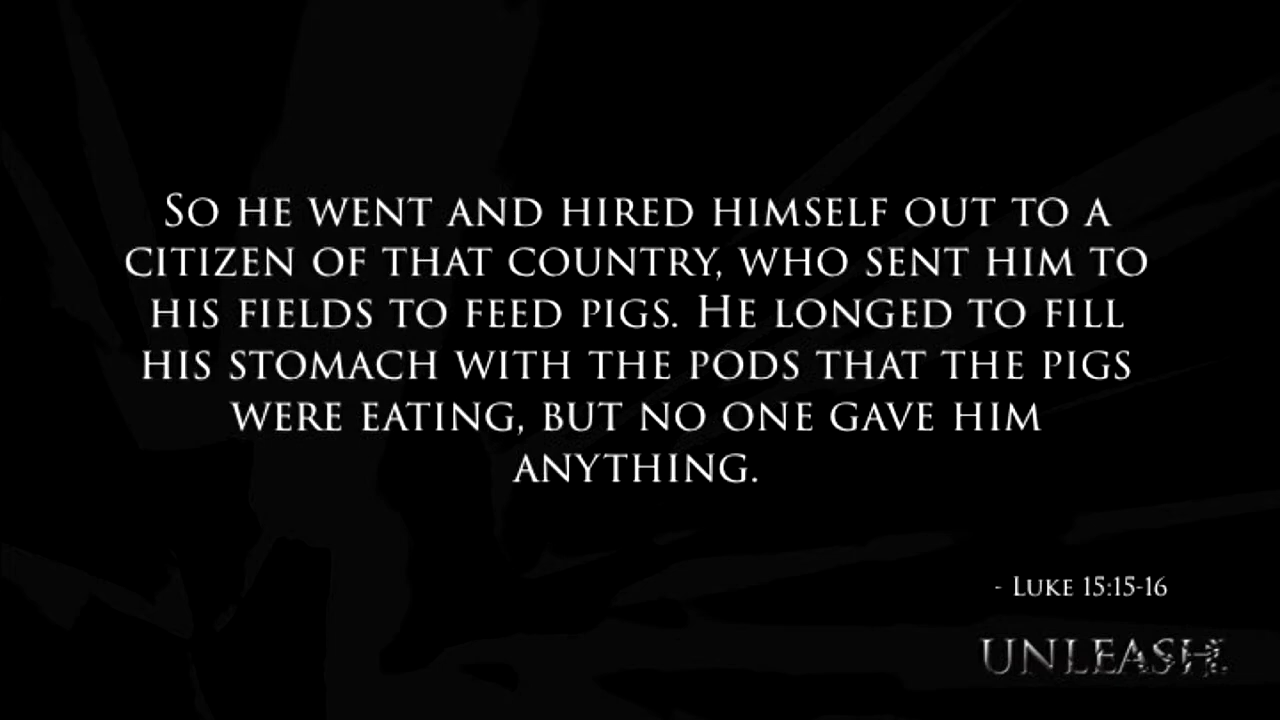 So he went and hired himself out to a
citizen of that country, who sent him to
his fields to feed pigs. He longed to fill
his stomach with the pods that the pigs
were eating, but no one gave him
anything.
- Luke 15:15-16
UNLEASH.